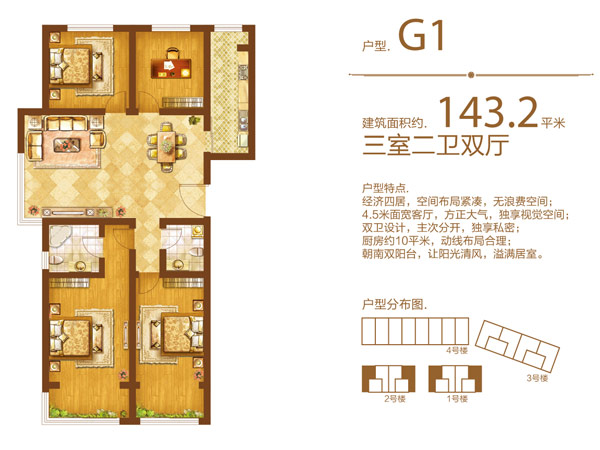 户型. G1
建筑面积约. 143.2平米
三室二卫双厅
户型特点.
经济四居，空间布局紧凑，无浪费空间；
4.5米面宽客厅，方正大气，独享视觉空间；
双卫设计，主次分开，独享私密；
厨房约10平米，动线布局合理；
朝南双阳台，让阳光清风，溢满居室。
户型分布图.
4号楼
3号楼
2号楼
1号楼